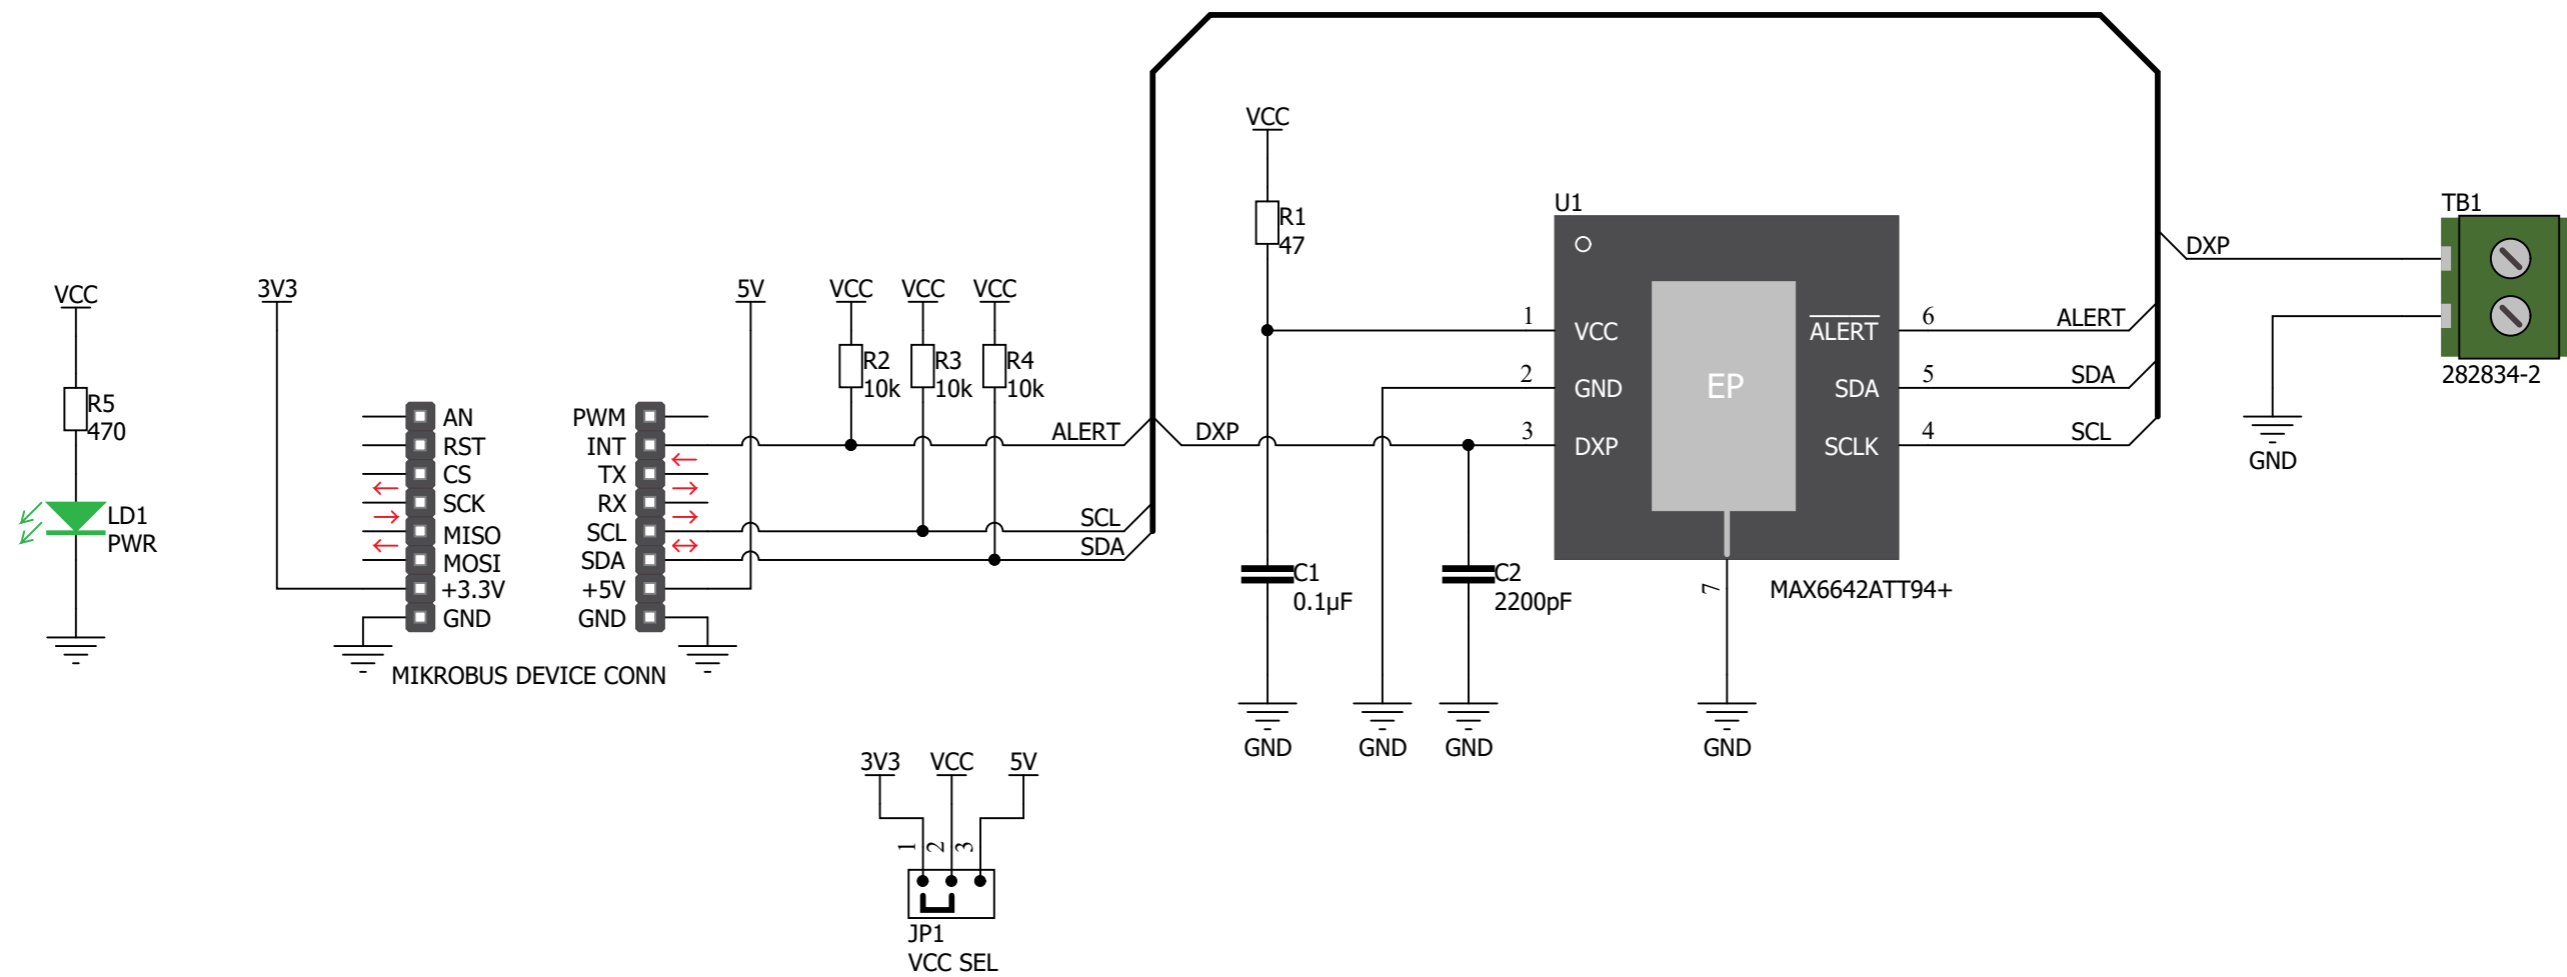 VCC
R5
470
LD1
PWR
3V3
5V
VCC
VCC
VCC
R2
10k
R3
10k
R4
10k
AN
RST
CS
SCK
MISO
MOSI
+3.3V
GND
PWM
INT
TX
RX
SCL
SDA
+5V
GND
MIKROBUS DEVICE CONN
ALERT
SCL
SDA
DXP
VCC
R1
47
C1
0.1µF
C2
2200pF
GND
GND
GND
GND
U1
1
VCC
2
GND
3
DXP
EP
ALERT
6
ALERT
SDA
5
SDA
SCLK
4
SCL
7
MAX6642ATT94+
DXP
TB1
282834-2
GND
3V3
VCC
5V
1
2
3
JP1
VCC SEL